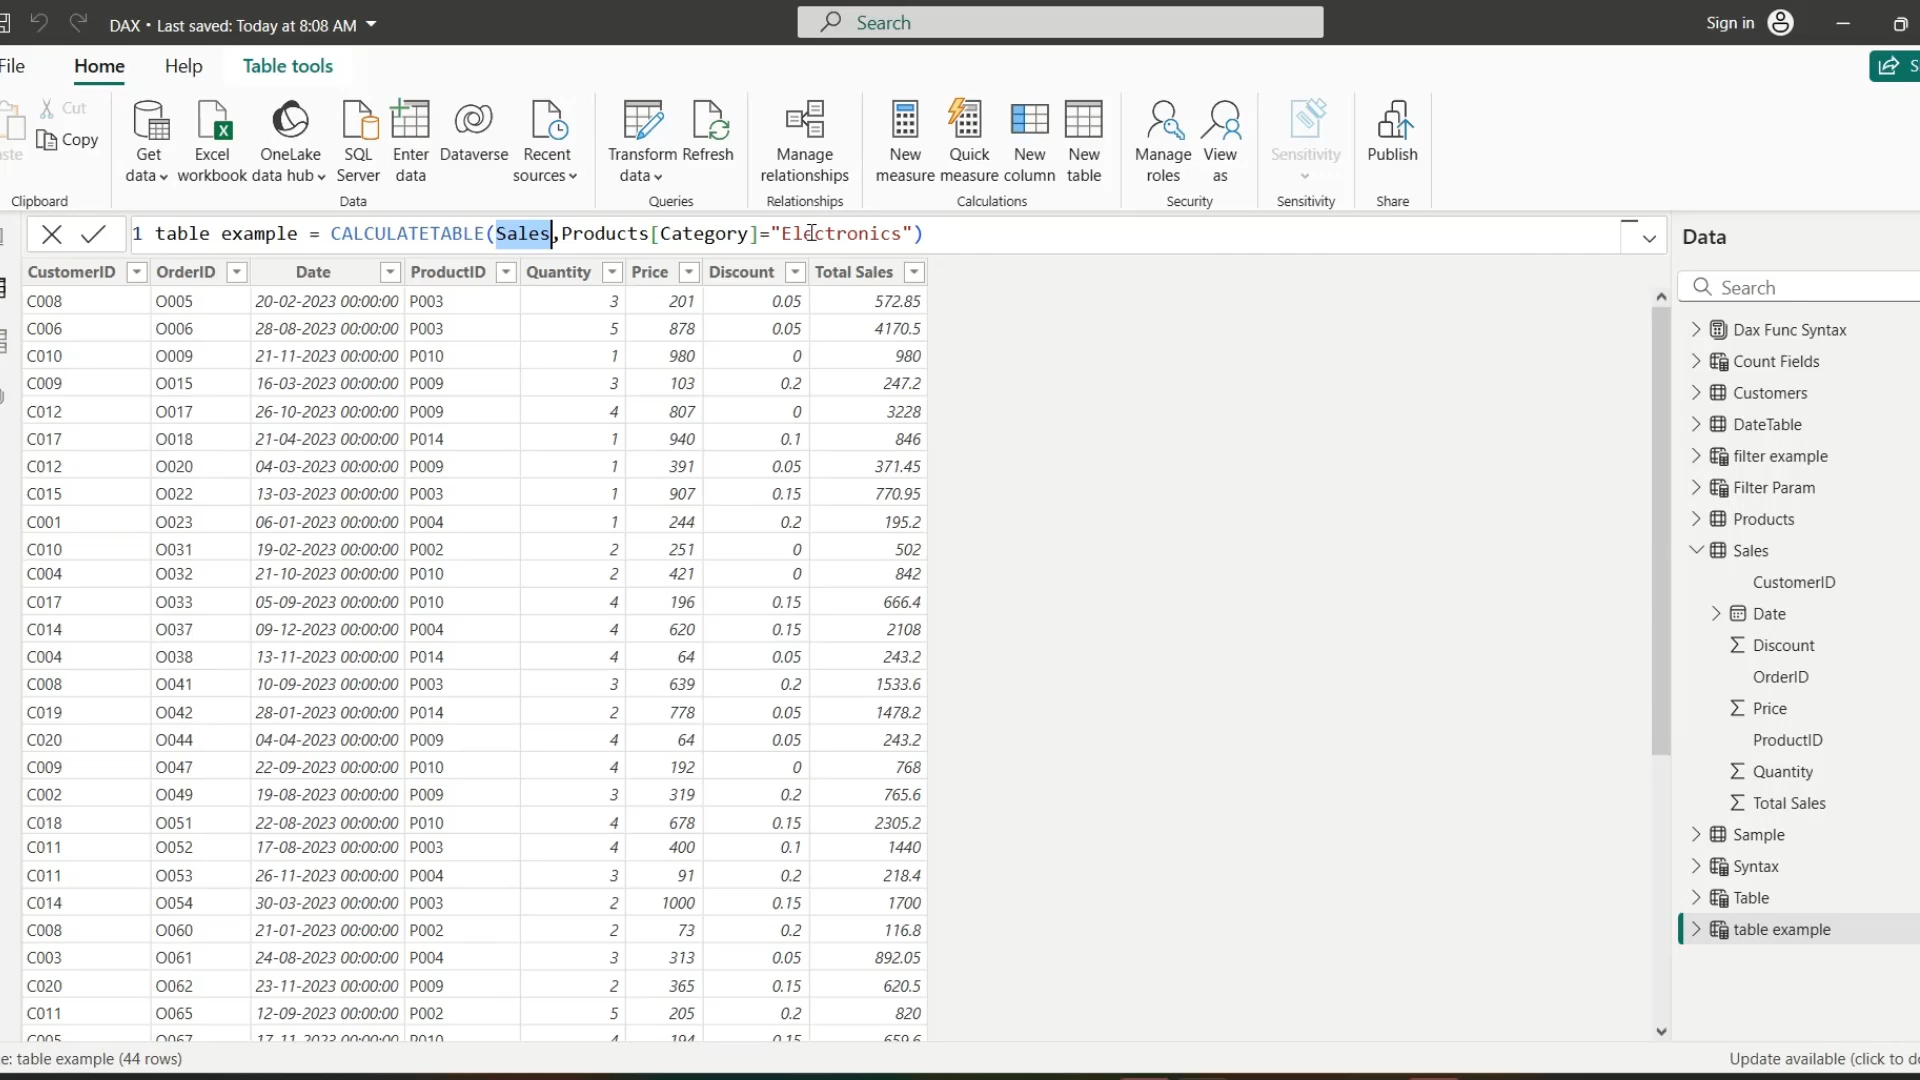 DAX • Last saved: Today at 8:08 AM
Search
Sign in
File
Home
Help
Table tools
Cut
Copy
Get data
Excel workbook
OneLake data hub
SQL Server
Enter data
Dataverse
Recent sources
Transform data
Refresh
Manage relationships
New measure
Quick measure
New column
New table
Manage roles
View as
Sensitivity
Publish
Clipboard
Data
Queries
Relationships
Calculations
Security
Sensitivity
Share
1 table example = CALCULATETABLE(Sales,Products[Category]="Electronics")
CustomerID OrderID Date ProductID Quantity Price Discount Total Sales
C008 O005 20-02-2023 00:00:00 P003 3 201 0.05 572.85
C006 O006 28-08-2023 00:00:00 P003 5 878 0.05 4170.5
C010 O009 21-11-2023 00:00:00 P010 1 980 0 980
C009 O015 16-03-2023 00:00:00 P009 3 103 0.2 247.2
C012 O017 26-10-2023 00:00:00 P009 4 807 0 3228
C017 O018 21-04-2023 00:00:00 P014 1 940 0.1 846
C012 O020 04-03-2023 00:00:00 P009 1 391 0.05 371.45
C015 O022 13-03-2023 00:00:00 P003 1 907 0.15 770.95
C001 O023 06-01-2023 00:00:00 P004 1 244 0.2 195.2
C010 O031 19-02-2023 00:00:00 P002 2 251 0 502
C004 O032 21-10-2023 00:00:00 P010 2 421 0 842
C017 O033 05-09-2023 00:00:00 P010 4 196 0.15 666.4
C014 O037 09-12-2023 00:00:00 P004 4 620 0.15 2108
C004 O038 13-11-2023 00:00:00 P014 4 64 0.05 243.2
C008 O041 10-09-2023 00:00:00 P003 3 639 0.2 1533.6
C019 O042 28-01-2023 00:00:00 P014 2 778 0.05 1478.2
C020 O044 04-04-2023 00:00:00 P009 4 64 0.05 243.2
C009 O047 22-09-2023 00:00:00 P010 4 192 0 768
C002 O049 19-08-2023 00:00:00 P009 3 319 0.2 765.6
C018 O051 22-08-2023 00:00:00 P010 4 678 0.15 2305.2
C011 O052 17-08-2023 00:00:00 P003 4 400 0.1 1440
C011 O053 26-11-2023 00:00:00 P004 3 91 0.2 218.4
C014 O054 30-03-2023 00:00:00 P003 2 1000 0.15 1700
C008 O060 21-01-2023 00:00:00 P002 2 73 0.2 116.8
C003 O061 24-08-2023 00:00:00 P004 3 313 0.05 892.05
C020 O062 23-11-2023 00:00:00 P009 2 365 0.15 620.5
C011 O065 12-09-2023 00:00:00 P002 5 205 0.2 820
C005 O067 17-11-2023 00:00:00 P010 4 194 0.15 659.6
Data
Search
Dax Func Syntax
Count Fields
Customers
DateTable
filter example
Filter Param
Products
Sales
CustomerID
Date
Discount
OrderID
Price
ProductID
Quantity
Total Sales
Sample
Syntax
Table
table example
e: table example (44 rows)
Update available (click to do